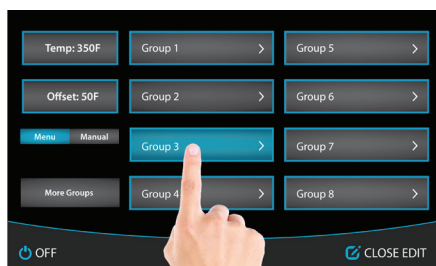 Temp: 350F
Group 1
Group 5
Offset: 50F
Group 2
Group 6
Menu Manual
Group 3
Group 7
More Groups
Group 4
Group 8
OFF
CLOSE EDIT